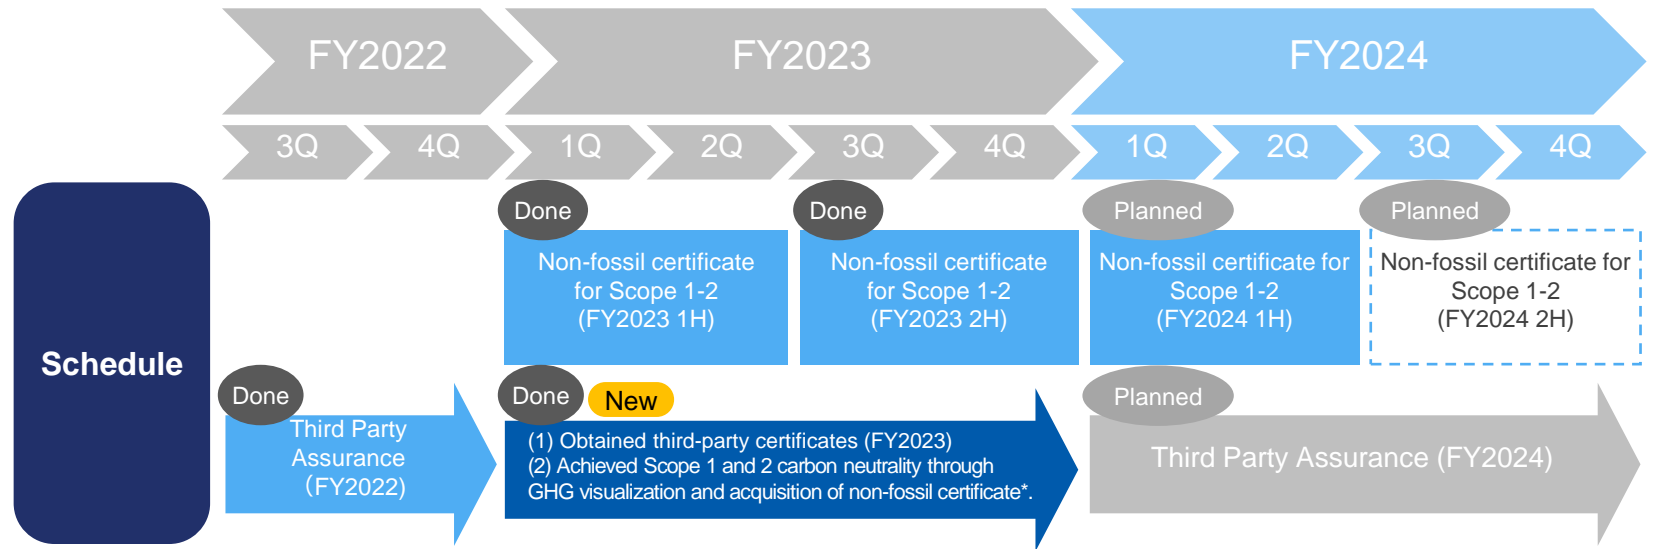 FY2022
FY2023
FY2024
3Q
4Q
1Q
2Q
3Q
4Q
1Q
2Q
3Q
4Q
Schedule
Done
Non-fossil certificate
for Scope 1-2
(FY2023 1H)
Done
Non-fossil certificate
for Scope 1-2
(FY2023 2H)
Planned
Non-fossil certificate for
Scope 1-2
(FY2024 1H)
Planned
Non-fossil certificate for
Scope 1-2
(FY2024 2H)
Done
Third Party
Assurance
（FY2022)
Done
New
(1) Obtained third-party certificates (FY2023)
(2) Achieved Scope 1 and 2 carbon neutrality through
GHG visualization and acquisition of non-fossil certificate*.
Planned
Third Party Assurance (FY2024)